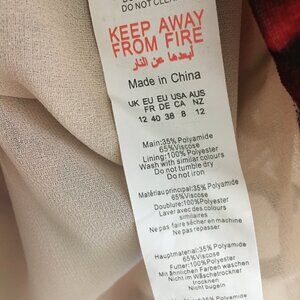 DO NOT CLEAN
KEEP AWAY
FROM FIRE
أبعدها عن النار
Made in China
UK EU EU USA AUS
FR DE CA NZ
12 40 38 8 12
Main:35% Polyamide
65%Viscose
Lining:100%Polyester
Wash with similar colours
Do not tumble dry
Do not iron
Matériau principal:35% Polyamide
65%Viscose
Doublure:100%Polyester
Laver avec des colours
similaires
Ne pas faire sécher en machine
Ne pas repasser
Hauptmaterial:35% Polyamide
65%Viscose
Futter:100%Polyester
Mit ähnlichen Farben waschen
Nicht im Wäschetrockner
trocknen
Nicht bugeln